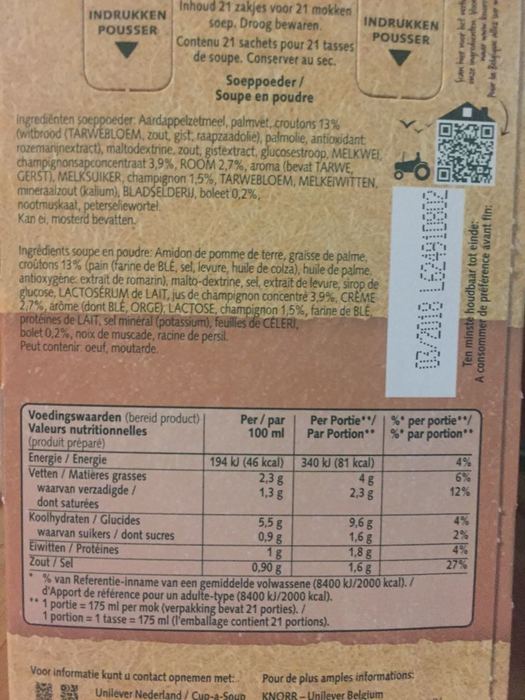 INDRUKKEN
POUSSER
Inhoud 21 zakjes voor 21 mokken
soep. Droog bewaren.
Contenu 21 sachets pour 21 tasses
de soupe. Conserver au sec.
INDRUKKEN
POUSSER
Soeppoeder /
Soupe en poudre
Ingrediënten soeppoeder: Aardappelzetmeel, palmvet, croutons 13%
(witbrood (TARWEBLOEM, zout, gist, raapzaadolie), palmolie, antioxidant:
rozemarijnextract), maltodextrine, zout, gistextract, glucosestroop, MELKWEI,
champignonsapconcentraat 3,9%, ROOM 2,7%, aroma (bevat TARWE,
GERST), MELKSUIKER, champignon 1,5%, TARWEBLOEM, MELKEIWITTEN,
mineraalzout (kalium), BLADSELDERIJ, boleet 0,2%,
nootmuskaat, peterseliewortel.
Kan ei, mosterd bevatten.
Ingrédients soupe en poudre: Amidon de pomme de terre, graisse de palme,
croûtons 13% (pain (farine de BLÉ, sel, levure, huile de colza), huile de palme,
antioxygène: extrait de romarin), malto-dextrine, sel, extrait de levure, sirop de
glucose, LACTOSÉRUM de LAIT, jus de champignon concentré 3,9%, CRÈME
2,7%, arôme (dont BLÉ, ORGE), LACTOSE, champignon 1,5%, farine de BLÉ,
protéines de LAIT, sel minéral (potassium), feuilles de CÉLERI,
bolet 0,2%, noix de muscade, racine de persil.
Peut contenir: oeuf, moutarde.
03/2018 L6249
Ten minste houdbaar tot einde:
A consommer de préférence avant fin:
Voedingswaarden (bereid product)
Valeurs nutritionnelles
(produit préparé)
Per / par
100 ml
Per Portie**/
Par Portion**
%* per portie**/
%* par portion**
Energie / Energie 194 kJ (46 kcal) 340 kJ (81 kcal) 4%
Vetten / Matières grasses 2,3 g 4 g 6%
waarvan verzadigde / 1,3 g 2,3 g 12%
dont saturées
Koolhydraten / Glucides 5,5 g 9,6 g 4%
waarvan suikers / dont sucres 0,9 g 1,6 g 2%
Eiwitten / Protéines 1 g 1,8 g 4%
Zout / Sel 0,90 g 1,6 g 27%
* % van Referentie-inname van een gemiddelde volwassene (8400 kJ/2000 kcal). /
d'Apport de référence pour un adulte-type (8400 kJ/2000 kcal).
** 1 portie = 175 ml per mok (verpakking bevat 21 porties). /
1 portion = 1 tasse = 175 ml (l'emballage contient 21 portions).
Voor informatie kunt u contact opnemen met:
Unilever Nederland / Cup-a-Soup
Pour de plus amples informations:
KNORR - Unilever Belgium